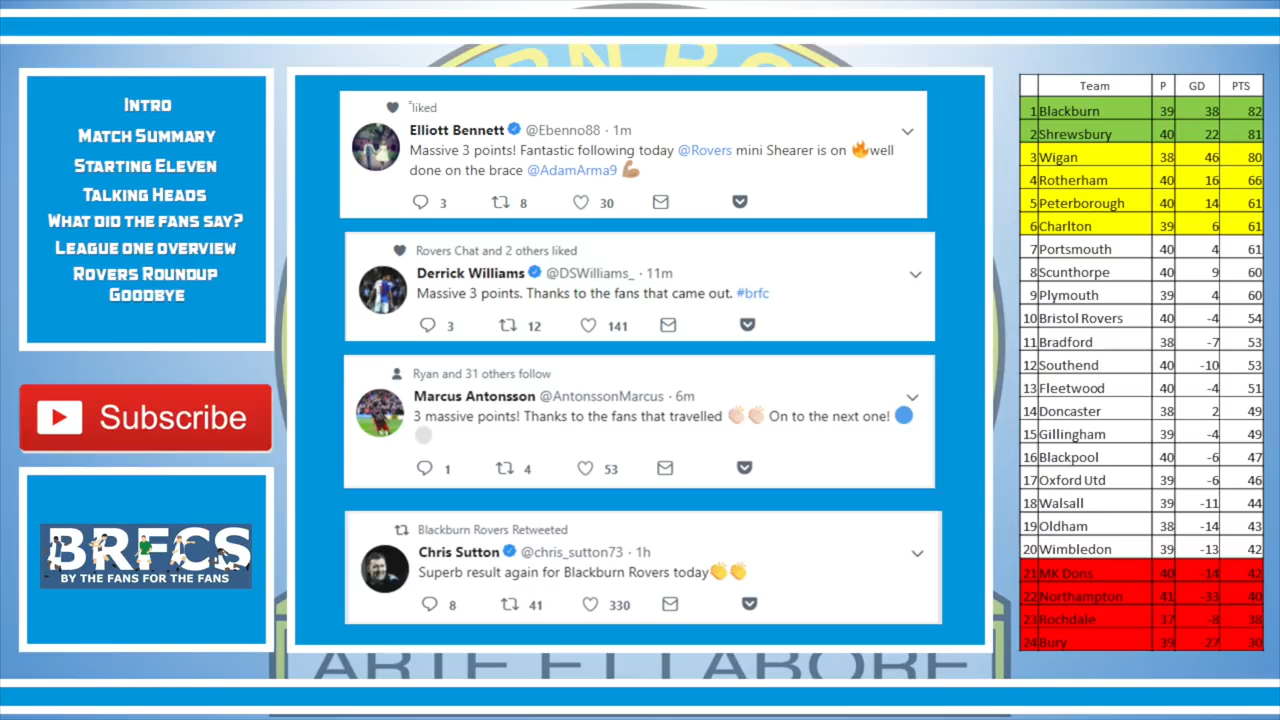 RN RO
INTRO
MATCH SUMMARY
STARTING ELEVEN
TALKING HEADS
WHAT DID THE FANS SAY?
LEAGUE ONE OVERVIEW
ROVERS ROUNDUP
GOODBYE
Subscribe
BRFCS
BY THE FANS FOR THE FANS
liked
Elliott Bennett @Ebenno88 · 1m
Massive 3 points! Fantastic following today @Rovers mini Shearer is on 🔥well
done on the brace @AdamArma9 💪🏽
3 8 30
Rovers Chat and 2 others liked
Derrick Williams @DSWilliams_ · 11m
Massive 3 points. Thanks to the fans that came out. #brfc
3 12 141
Ryan and 31 others follow
Marcus Antonsson @AntonssonMarcus · 6m
3 massive points! Thanks to the fans that travelled 👏🏻👏🏻 On to the next one! 🔵
⚪
1 4 53
Blackburn Rovers Retweeted
Chris Sutton @chris_sutton73 · 1h
Superb result again for Blackburn Rovers today👏👏
8 41 330
Team P GD PTS
1 Blackburn 39 38 82
2 Shrewsbury 40 22 81
3 Wigan 38 46 80
4 Rotherham 40 16 66
5 Peterborough 40 14 61
6 Charlton 39 6 61
7 Portsmouth 40 4 61
8 Scunthorpe 40 9 60
9 Plymouth 39 4 60
10 Bristol Rovers 40 -4 54
11 Bradford 38 -7 53
12 Southend 40 -10 53
13 Fleetwood 40 -4 51
14 Doncaster 38 2 49
15 Gillingham 39 -4 49
16 Blackpool 40 -6 47
17 Oxford Utd 39 -6 46
18 Walsall 39 -11 44
19 Oldham 38 -14 43
20 Wimbledon 39 -13 42
21 MK Dons 40 -14 42
22 Northampton 41 -33 40
23 Rochdale 37 -8 38
24 Bury 39 -27 30
ARTE ET LABORE